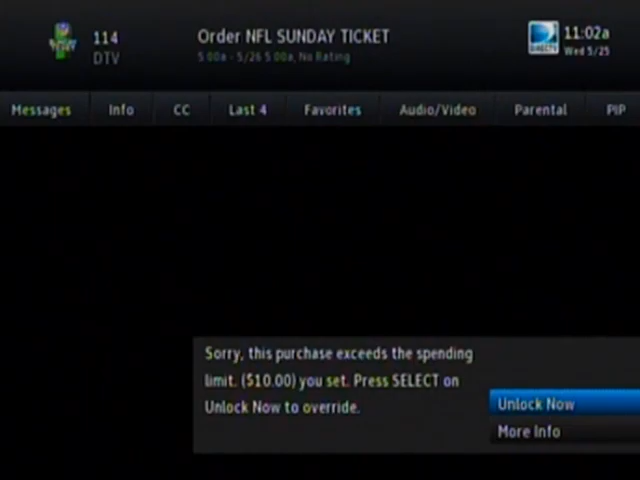 114
DTV
Order NFL SUNDAY TICKET
5:00a - 5/26 5:00a, No Rating
DIRECTV
11:02a
Wed 5/25
Messages Info CC Last 4 Favorites Audio/Video Parental PIP
Sorry, this purchase exceeds the spending
limit. ($10.00) you set. Press SELECT on
Unlock Now to override.
Unlock Now
More Info